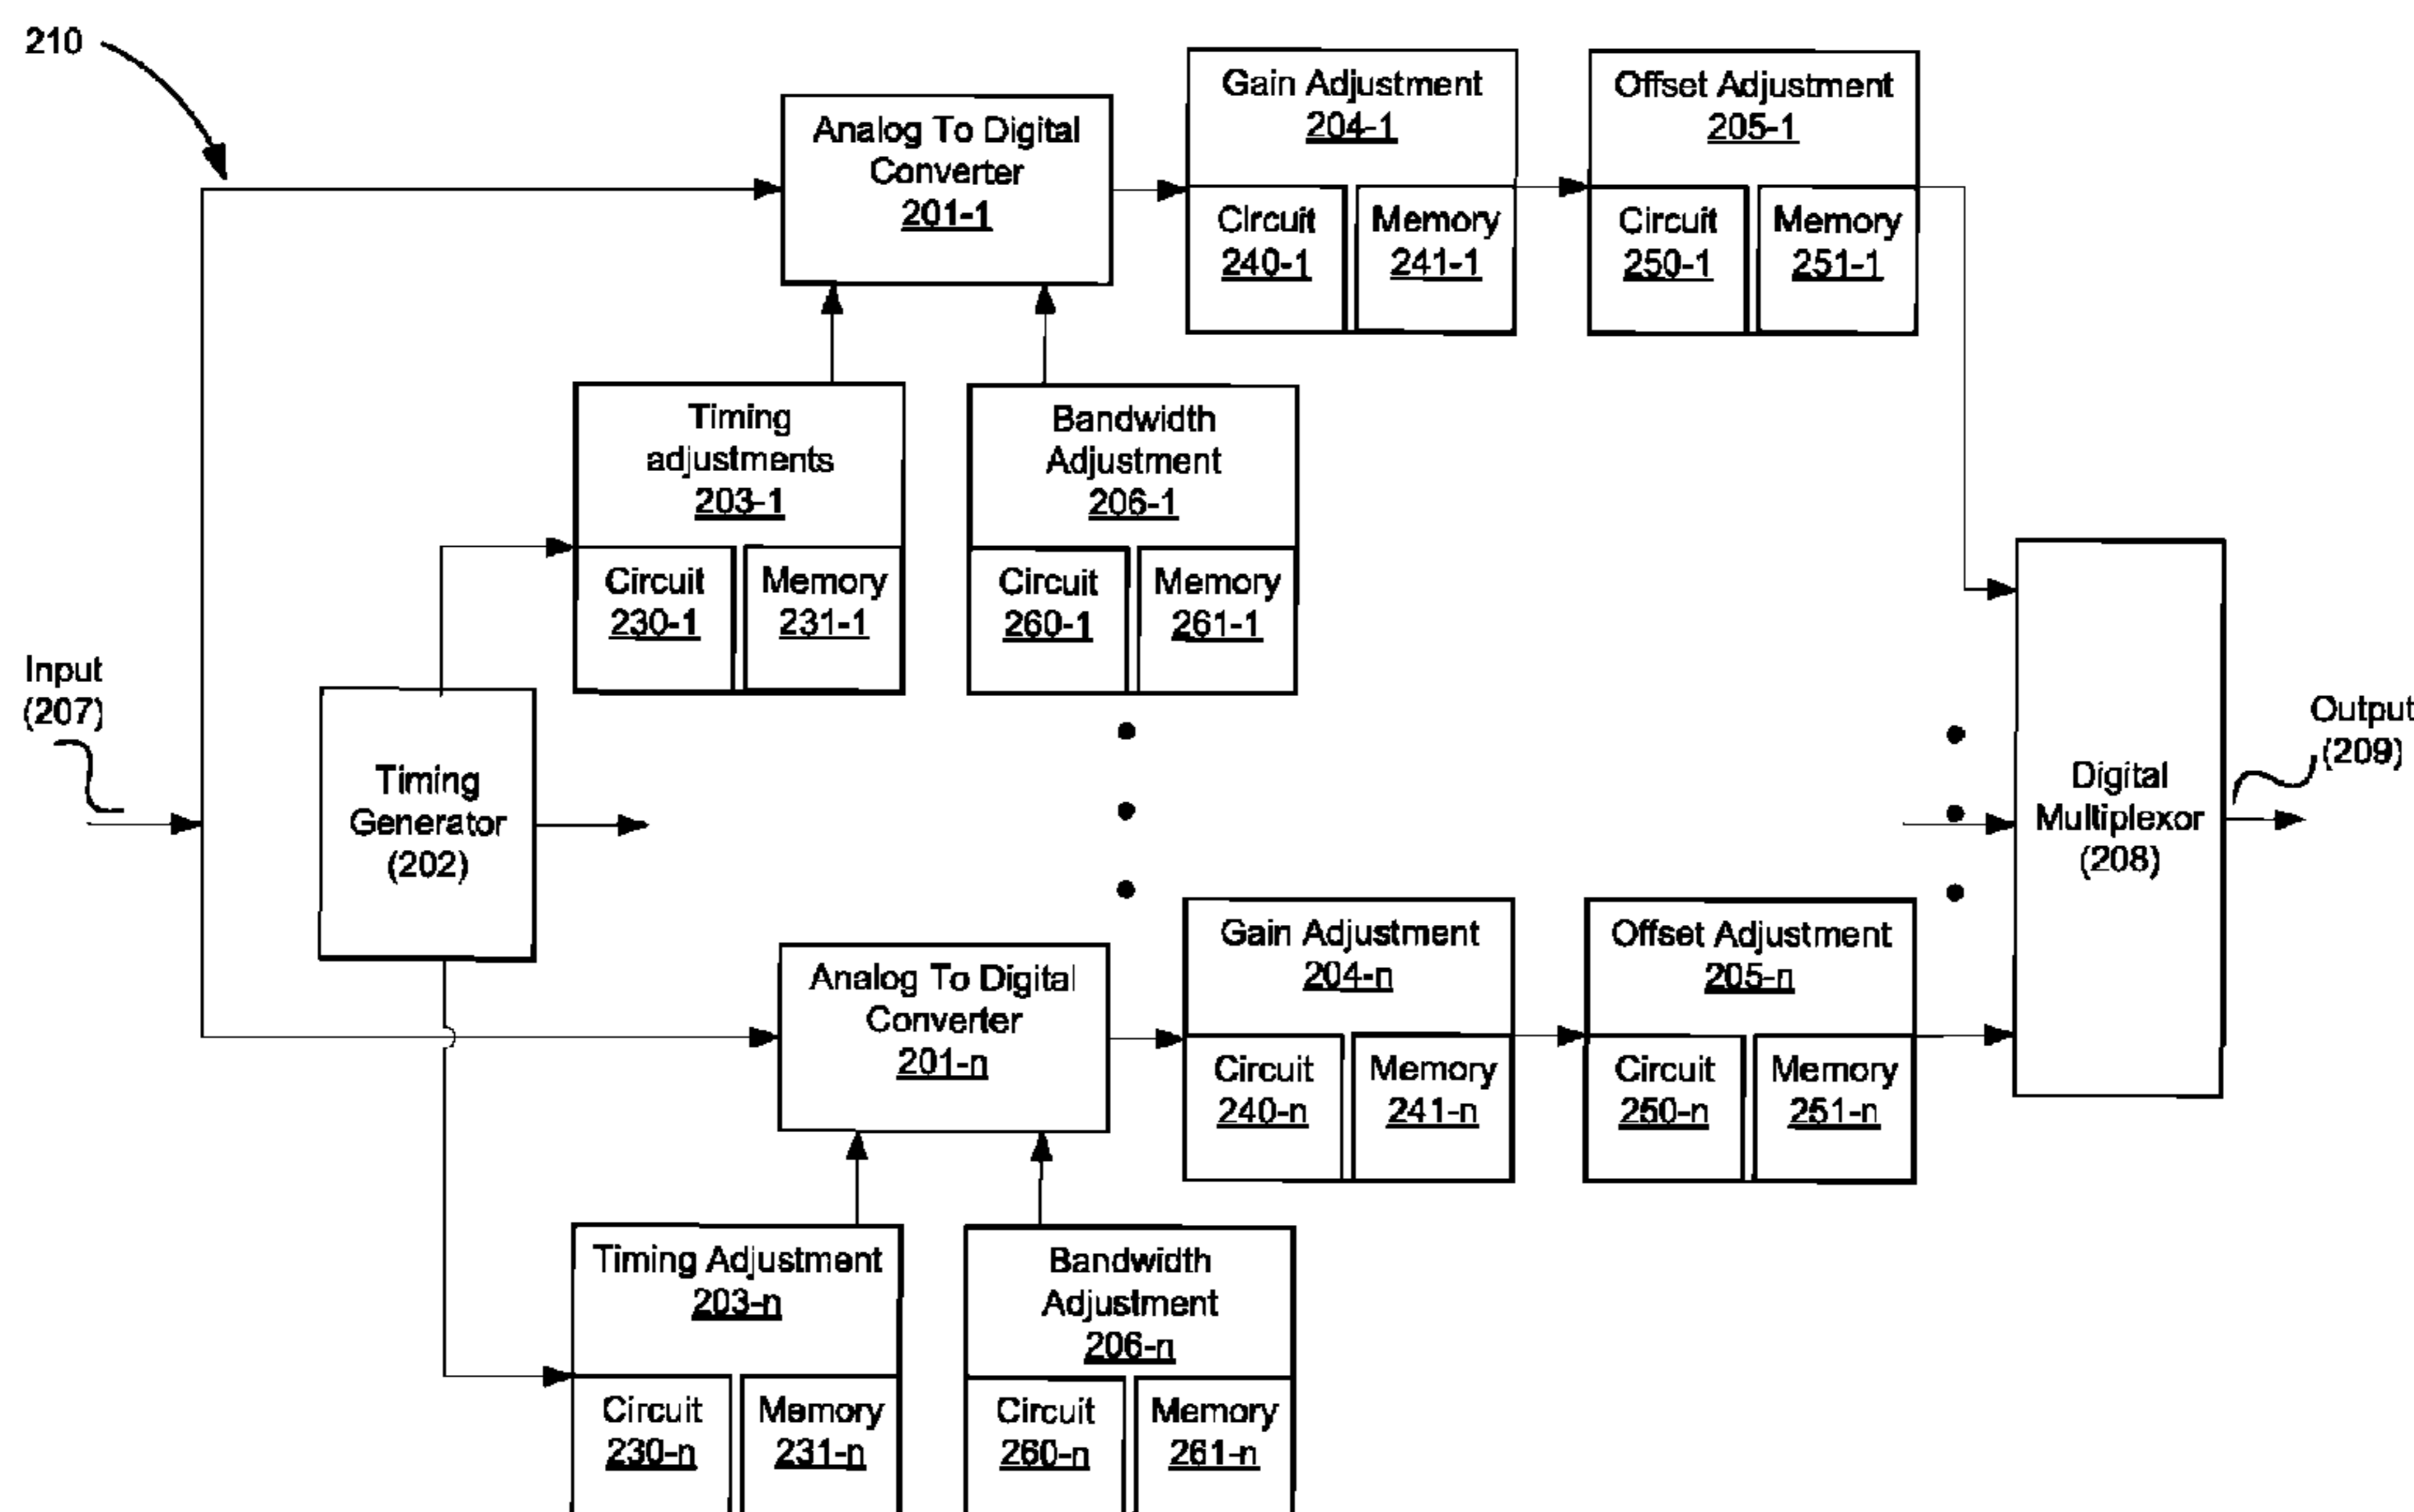 210
Analog To Digital
Converter
201-1
Gain Adjustment
204-1
Circuit
240-1
Memory
241-1
Offset Adjustment
205-1
Circuit
250-1
Memory
251-1
Timing
adjustments
203-1
Circuit
230-1
Memory
231-1
Bandwidth
Adjustment
206-1
Circuit
260-1
Memory
261-1
Input
(207)
Timing
Generator
(202)
Digital
Multiplexor
(208)
Output
(209)
Analog To Digital
Converter
201-n
Gain Adjustment
204-n
Circuit
240-n
Memory
241-n
Offset Adjustment
205-n
Circuit
250-n
Memory
251-n
Timing Adjustment
203-n
Circuit
230-n
Memory
231-n
Bandwidth
Adjustment
206-n
Circuit
260-n
Memory
261-n